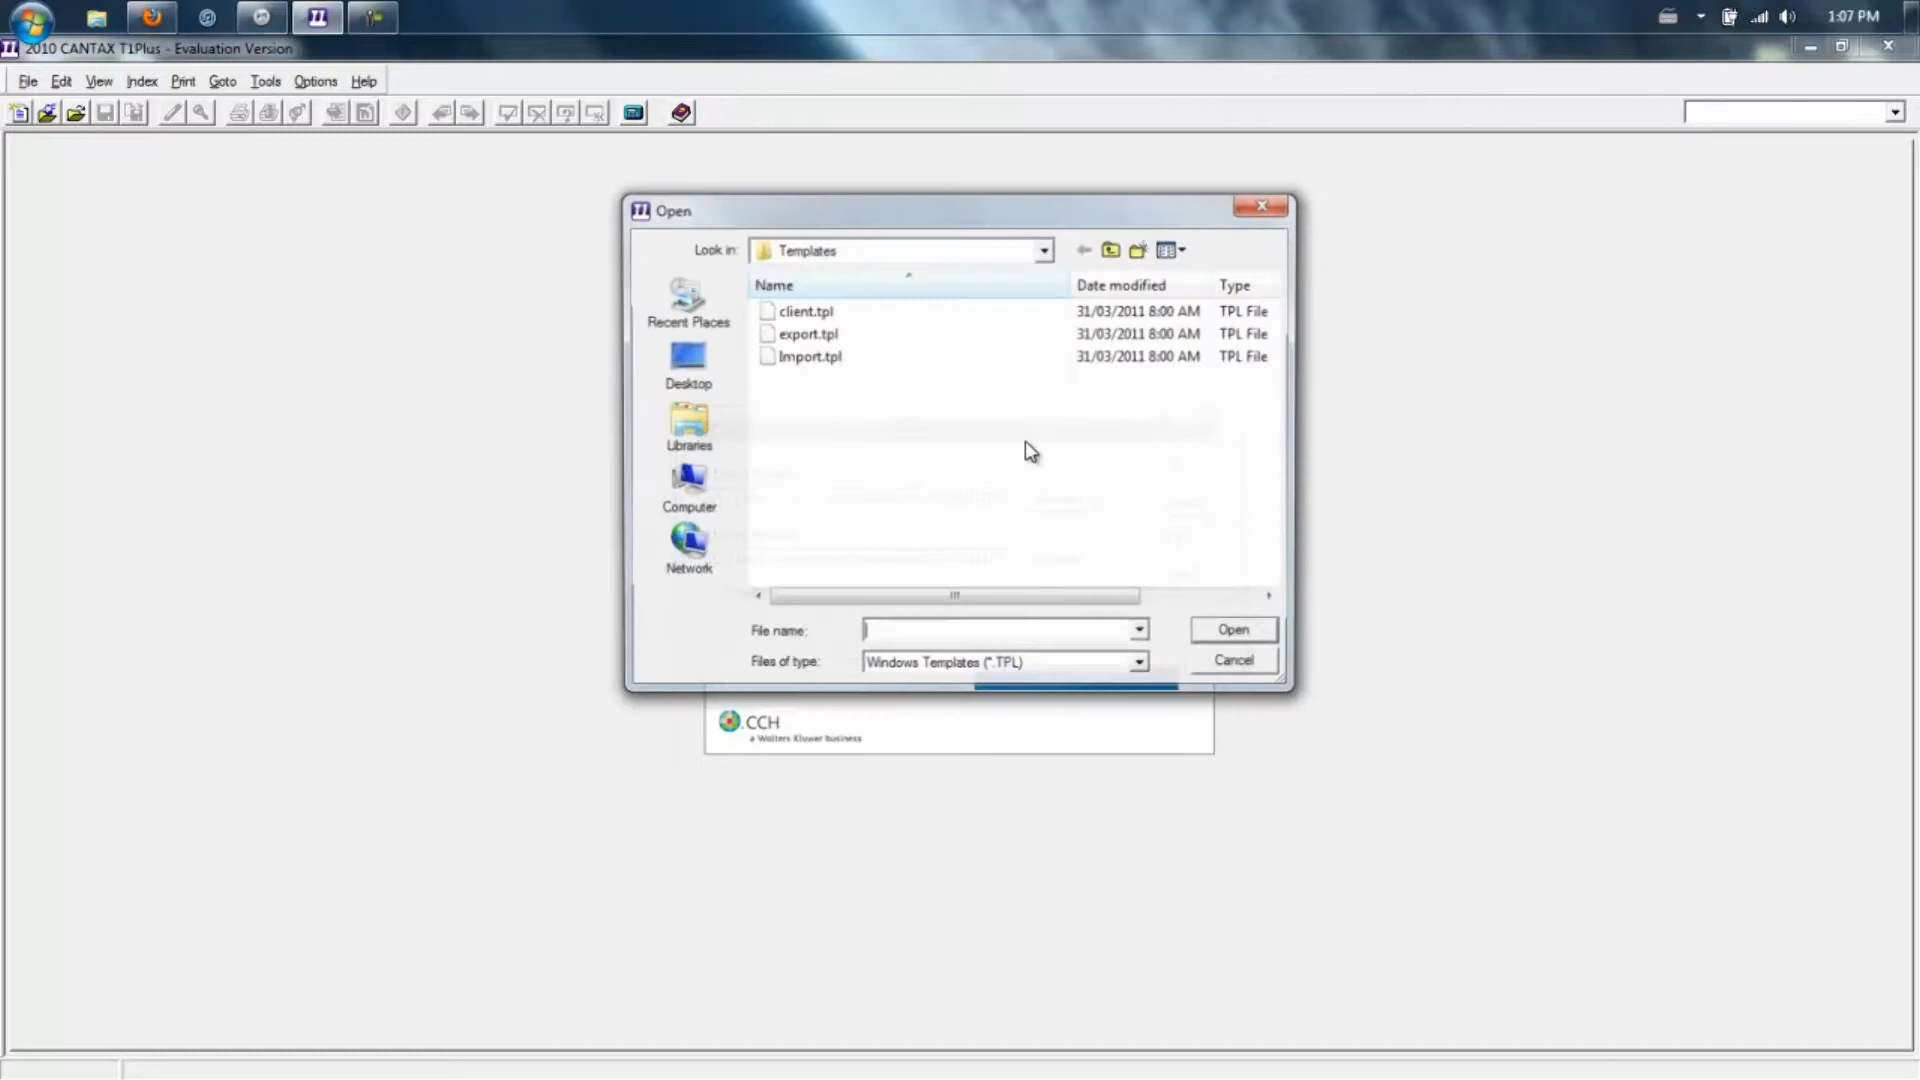 1:07 PM
2010 CANTAX T1Plus - Evaluation Version
File Edit View Index Print Goto Tools Options Help
Open
Look in: Templates
Name Date modified Type
client.tpl 31/03/2011 8:00 AM TPL File
export.tpl 31/03/2011 8:00 AM TPL File
Import.tpl 31/03/2011 8:00 AM TPL File
Recent Places
Desktop
Libraries
Computer
Network
File name: Open
Files of type: Windows Templates (*.TPL) Cancel
CCH
a Wolters Kluwer business